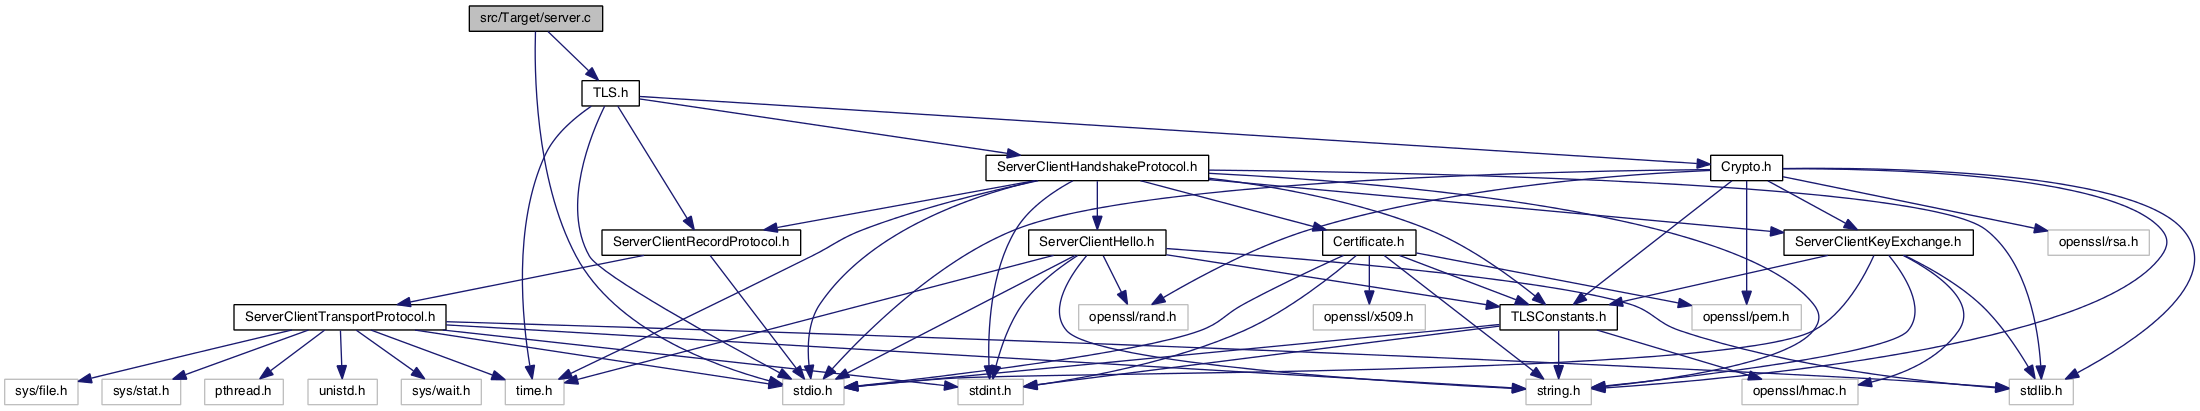 src/Target/server.c
TLS.h
ServerClientHandshakeProtocol.h
Crypto.h
ServerClientRecordProtocol.h
ServerClientHello.h
Certificate.h
ServerClientKeyExchange.h
openssl/rsa.h
ServerClientTransportProtocol.h
openssl/rand.h
openssl/x509.h
TLSConstants.h
openssl/pem.h
sys/file.h
sys/stat.h
pthread.h
unistd.h
sys/wait.h
time.h
stdio.h
stdint.h
string.h
openssl/hmac.h
stdlib.h